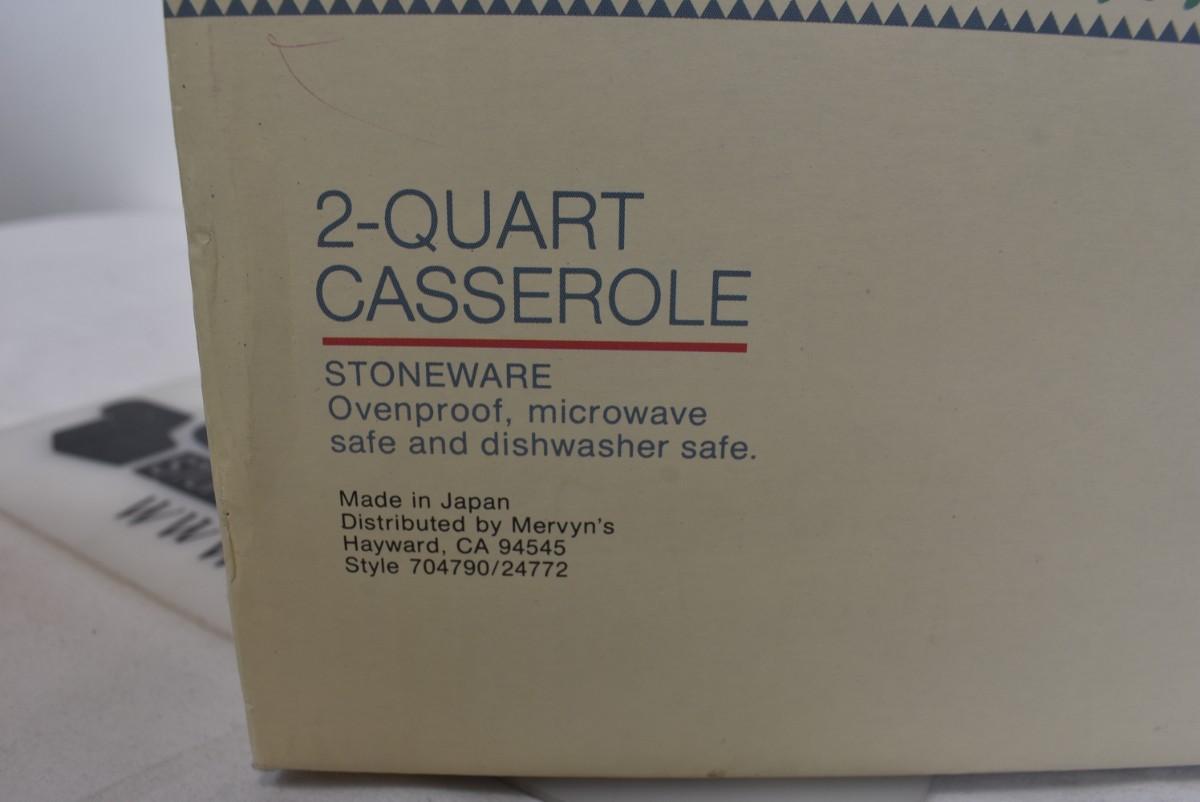 2-QUART
CASSEROLE
STONEWARE
Ovenproof, microwave
safe and dishwasher safe.
Made in Japan
Distributed by Mervyn's
Hayward, CA 94545
Style 704790/24772